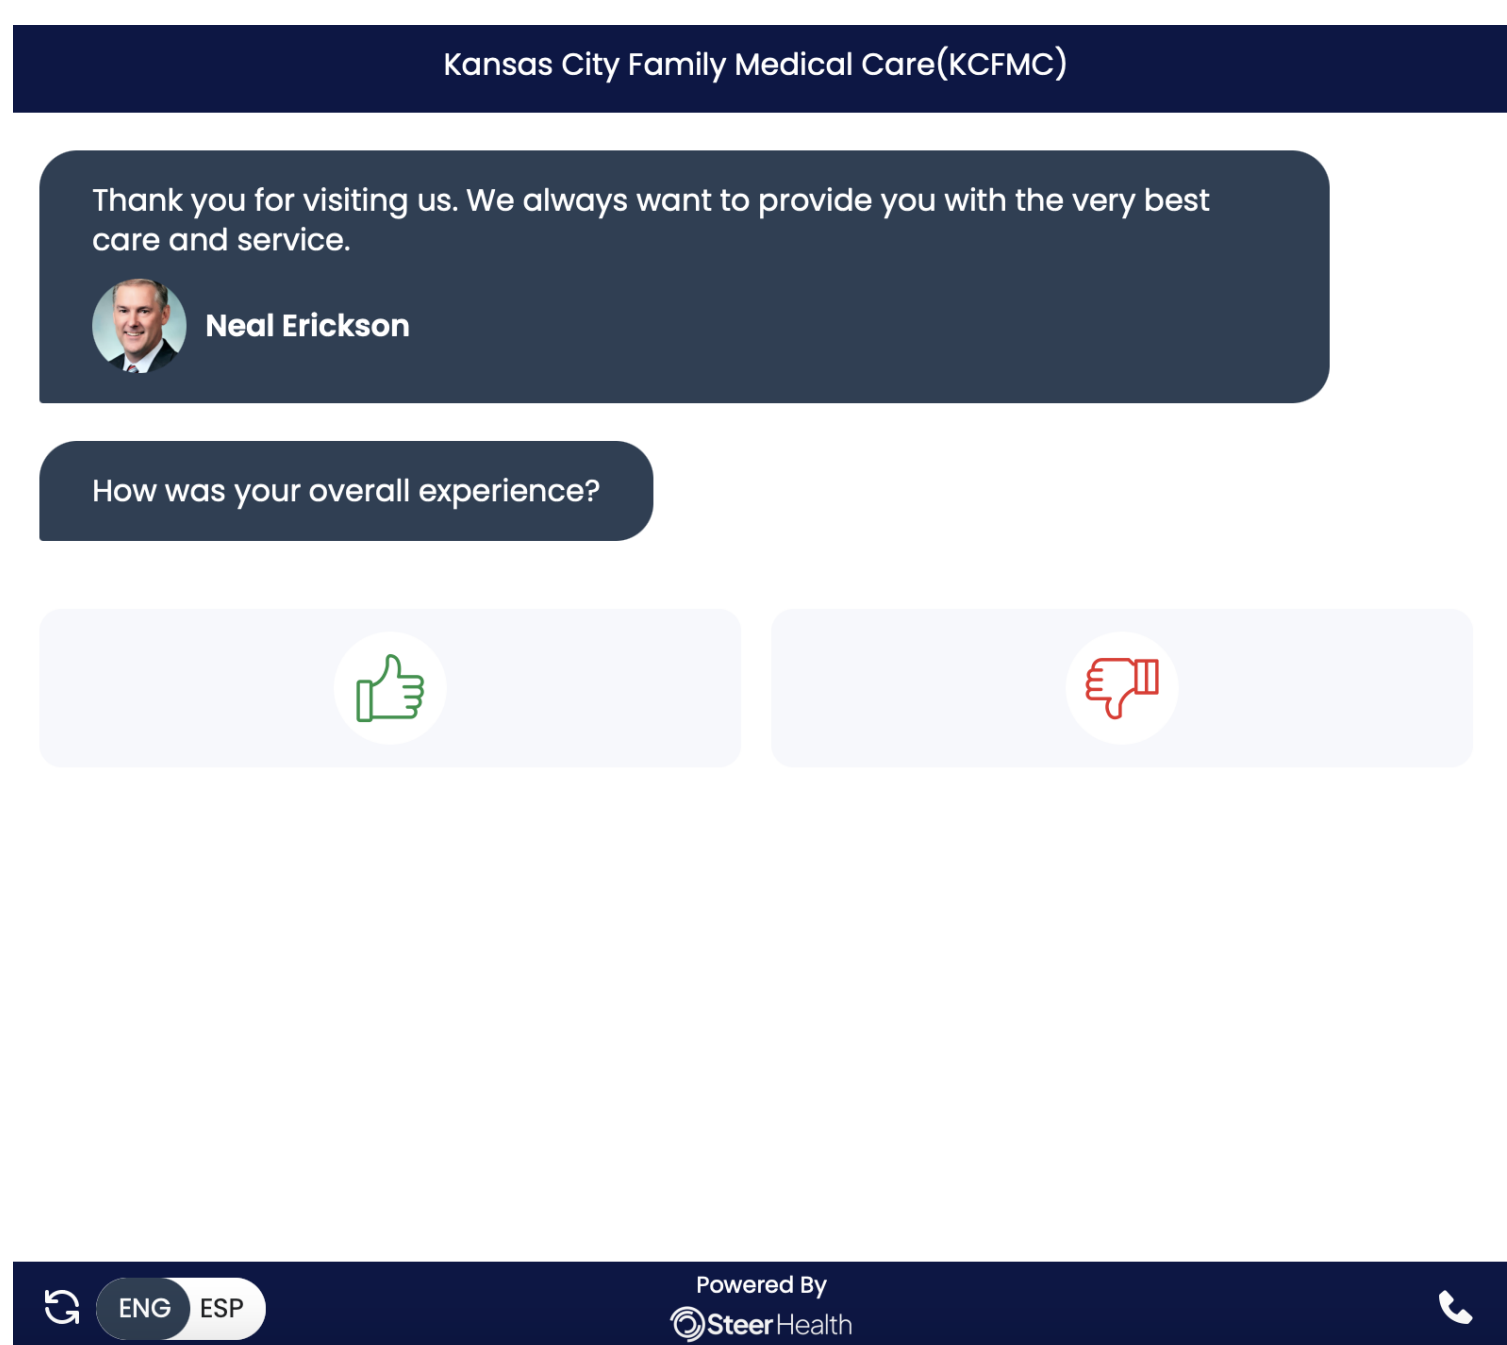 Kansas City Family Medical Care(KCFMC)
Thank you for visiting us. We always want to provide you with the very best
care and service.
Neal Erickson
How was your overall experience?
ENG ESP
Powered By
SteerHealth